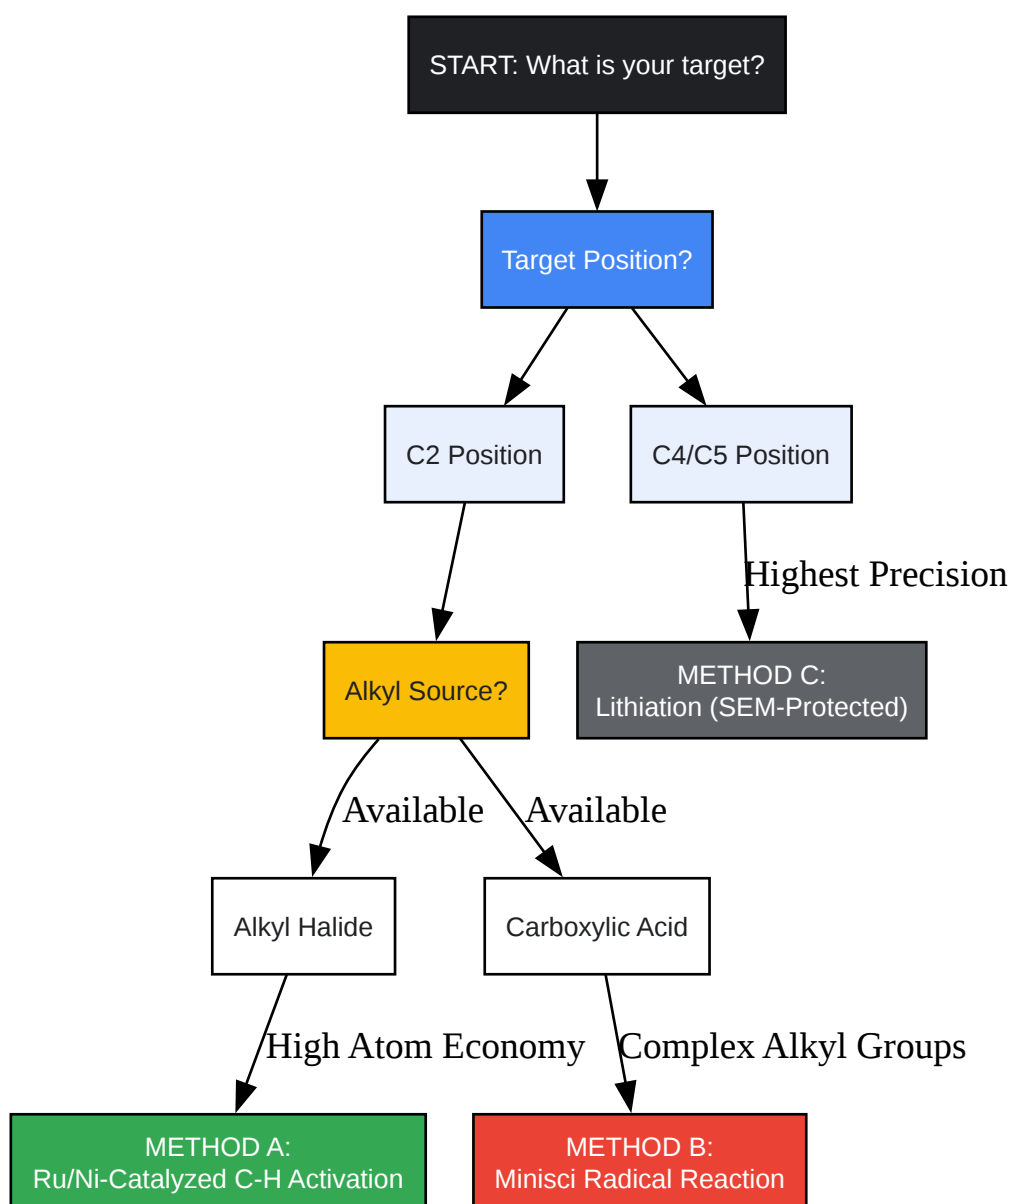 START: What is your target?
Target Position?
C2 Position
C4/C5 Position
Highest Precision
Alkyl Source?
METHOD C:
Lithiation (SEM-Protected)
Available
Available
Alkyl Halide
Carboxylic Acid
High Atom Economy
Complex Alkyl Groups
METHOD A:
Ru/Ni-Catalyzed C-H Activation
METHOD B:
Minisci Radical Reaction